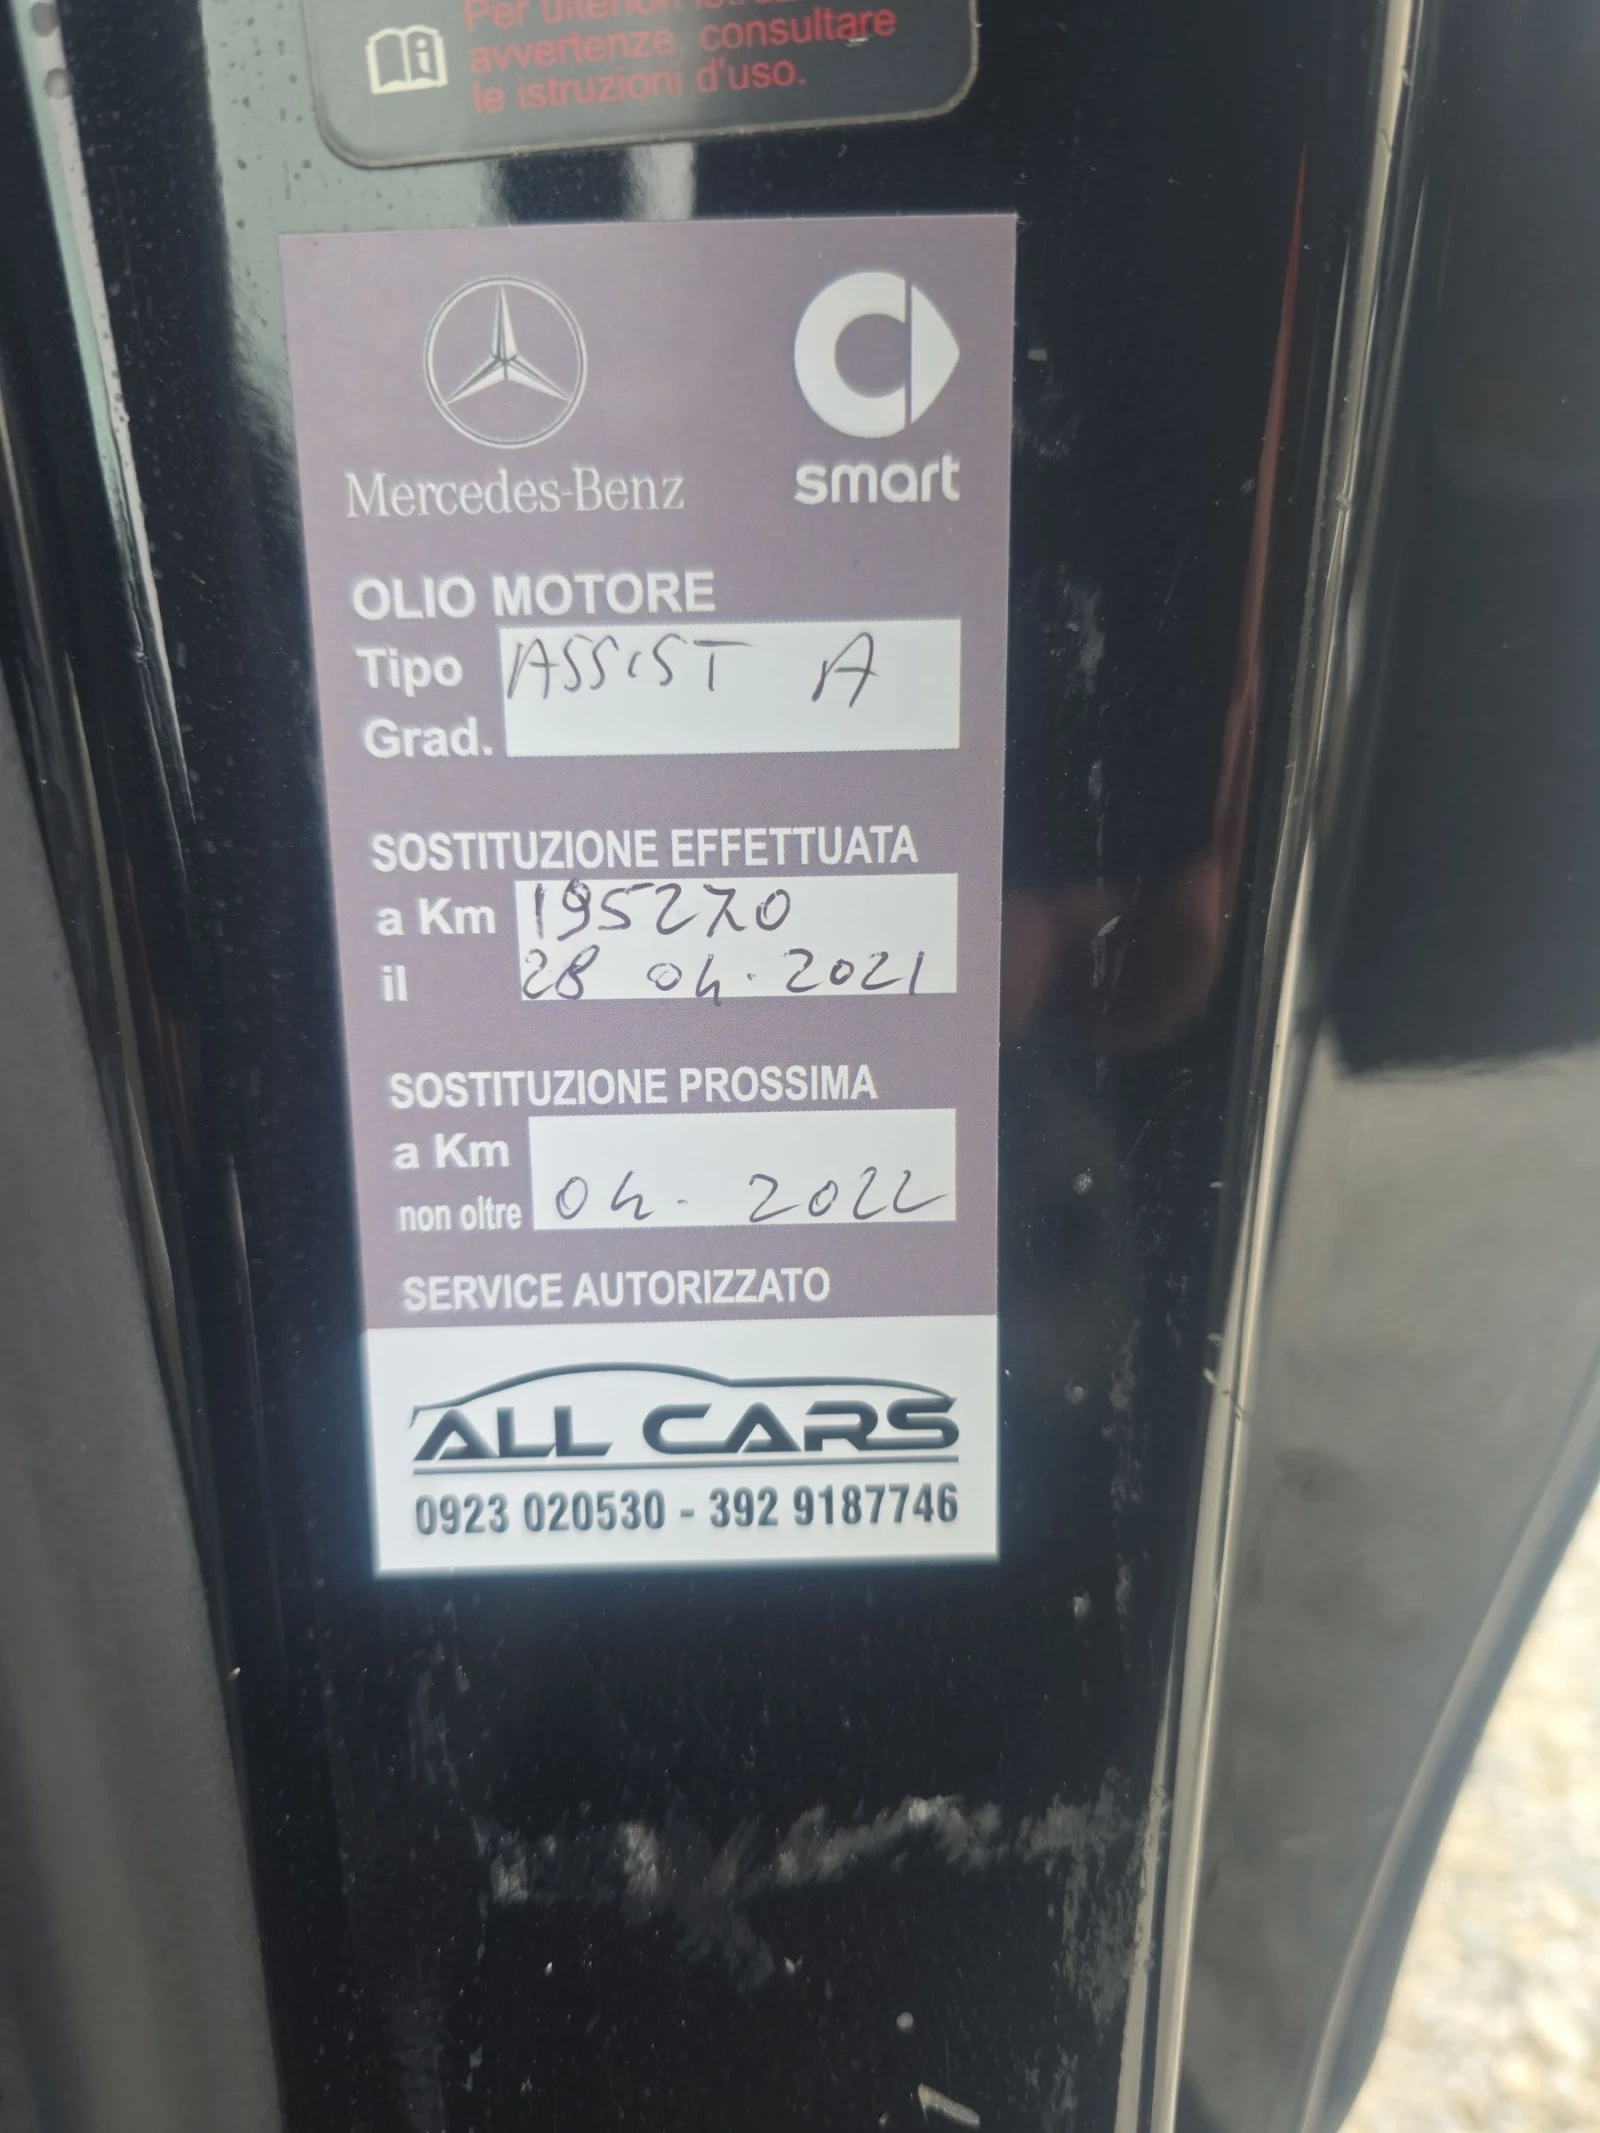 Per ulteriori
avvertenze, consultare
le istruzioni d'uso.
Mercedes-Benz
smart
OLIO MOTORE
Tipo ASSIST A
Grad.
SOSTITUZIONE EFFETTUATA
a Km 195270
il 28 04. 2021
SOSTITUZIONE PROSSIMA
a Km
non oltre 04. 2022
SERVICE AUTORIZZATO
ALL CARS
0923 020530 - 392 9187746